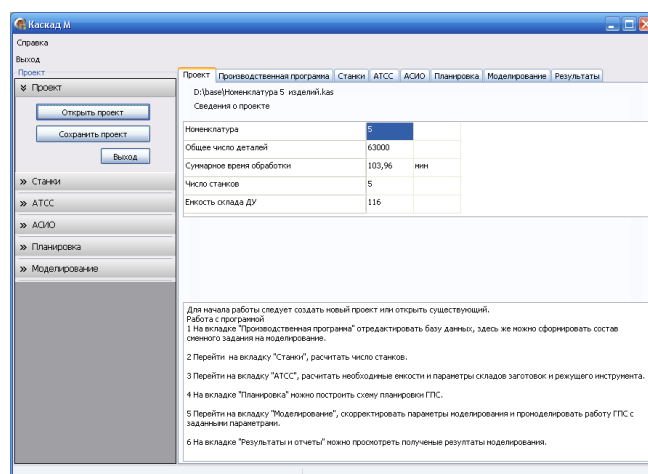 Каскад М
Справка
Выход
Проект
Проект
Открыть проект
Сохранить проект
Выход
Станки
АТСС
АСИО
Планировка
Моделирование
Проект Производственная программа Станки АТСС АСИО Планировка Моделирование Результаты
D:\base\Номенклатура 5 изделий.kas
Сведения о проекте
Номенклатура 5
Общее число деталей 63000
Суммарное время обработки 103,96 мин
Число станков 5
Емкость склада ДУ 116
Для начала работы следует создать новый проект или открыть существующий.
Работа с програмой
1 На вкладке "Производственная программа" отредактировать базу данных, здесь же можно сформировать состав
сменного задания на моделирование.
2 Перейти на вкладку "Станки", расчитать число станков.
3 Перейти на вкладку "АТСС", расчитать необходимые емкости и параметры складов заготовок и режущего инструмента.
4 На вкладке "Планировка" можно построить схему планировки ГПС.
5 Перейти на вкладку "Моделирование", скорректировать параметры моделирования и промоделировать работу ГПС с
заданными параметрами.
6 На вкладке "Результаты и отчеты" можно просмотреть полученые резултаты моделирования.